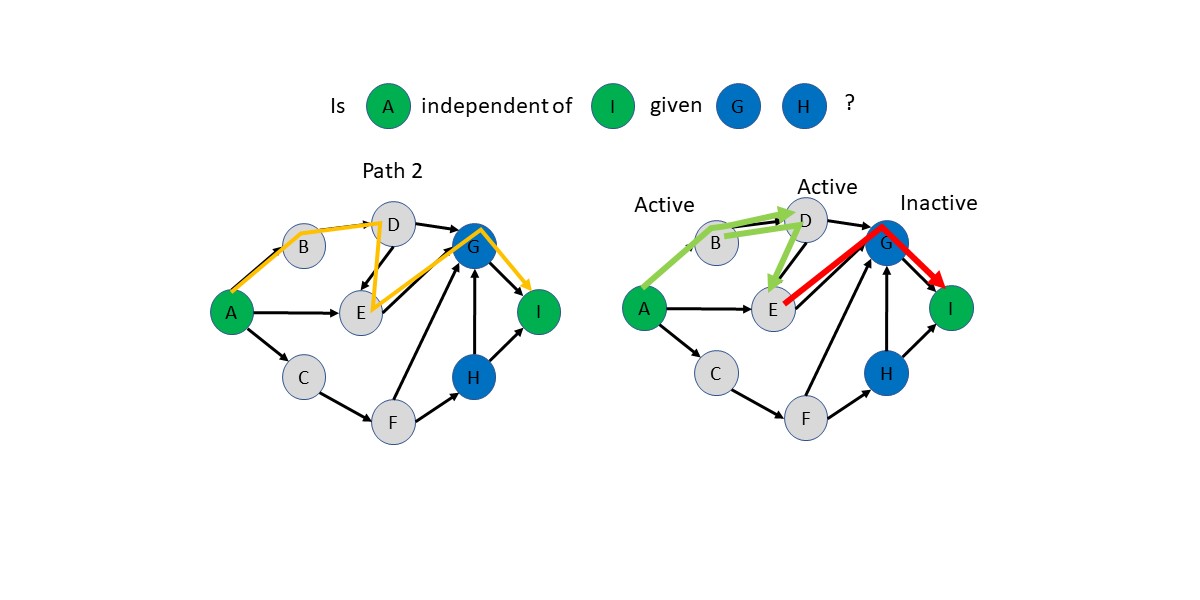 Is A independent of I given G H ?
Path 2
Active
Active
Inactive
B
D
G
A
E
I
C
H
F
B
D
G
A
E
I
C
H
F